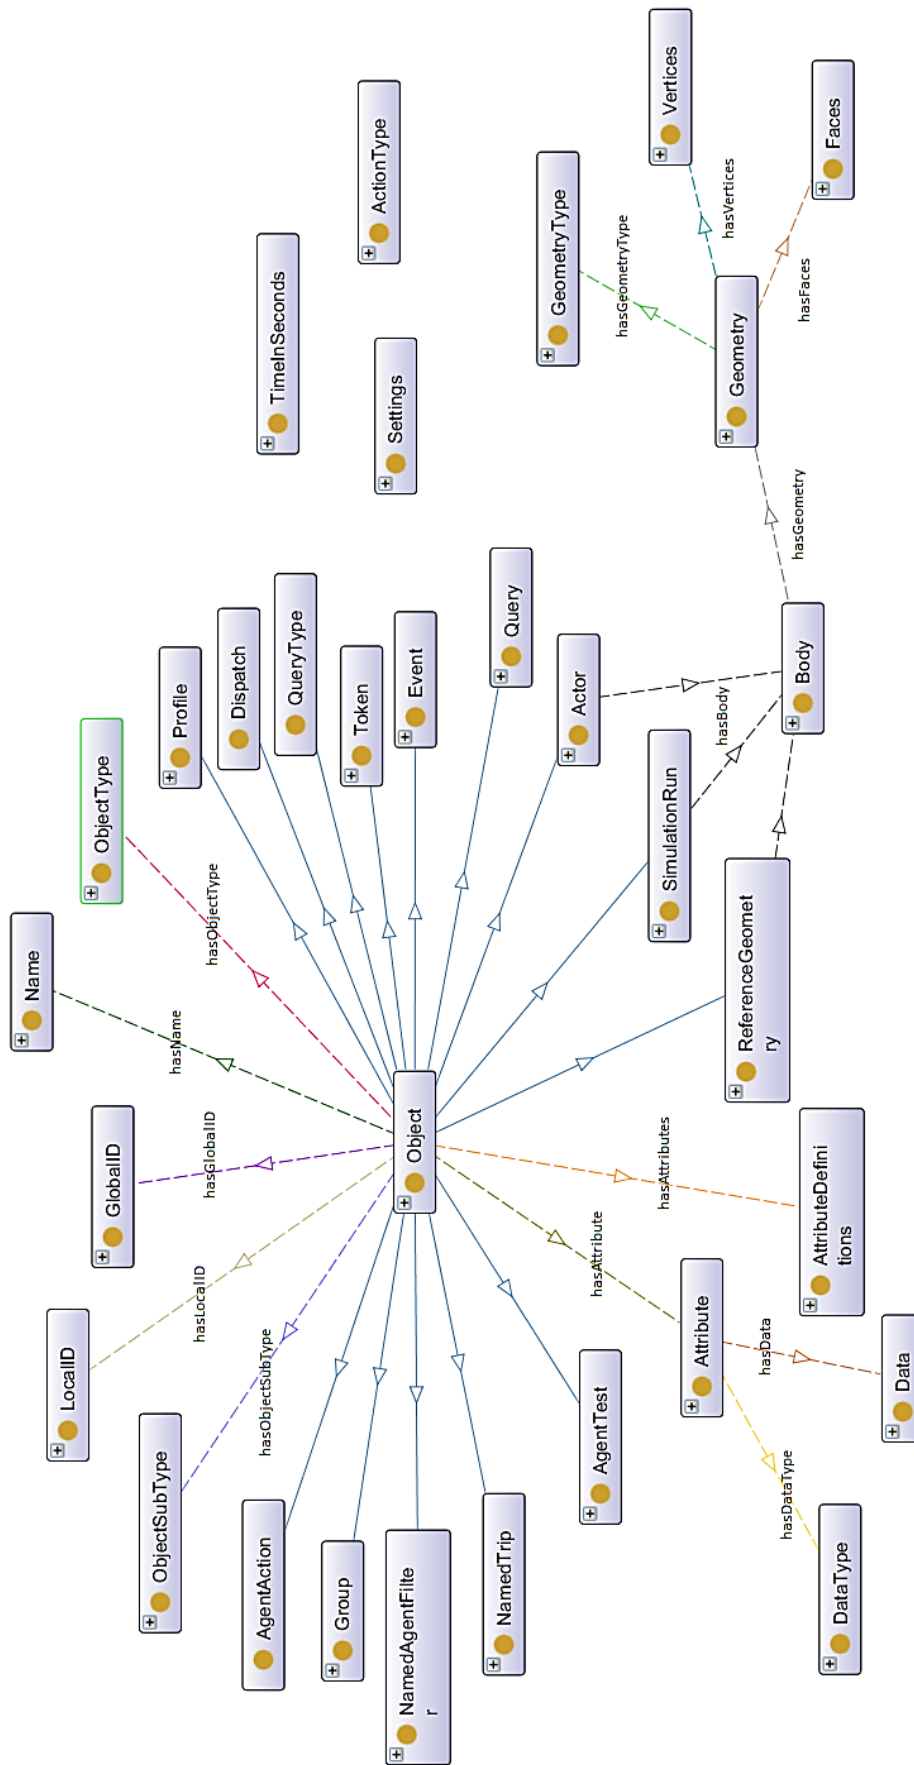 Name
LocalID
GlobalID
ObjectType
ObjectSubType
hasName
Profile
hasLocalID
hasGlobalID
hasObjectType
Dispatch
hasObjectSubType
AgentAction
QueryType
TimeInSeconds
Group
Token
ActionType
NamedAgentFilte
r
Object
Event
Settings
NamedTrip
Query
GeometryType
AgentTest
hasAttribute
Actor
hasGeometryType
hasAttributes
SimulationRun
Vertices
Attribute
hasBody
hasVertices
Geometry
ReferenceGeomet
ry
hasData
hasDataType
Body
hasGeometry
hasFaces
AttributeDefini
tions
Faces
DataType
Data